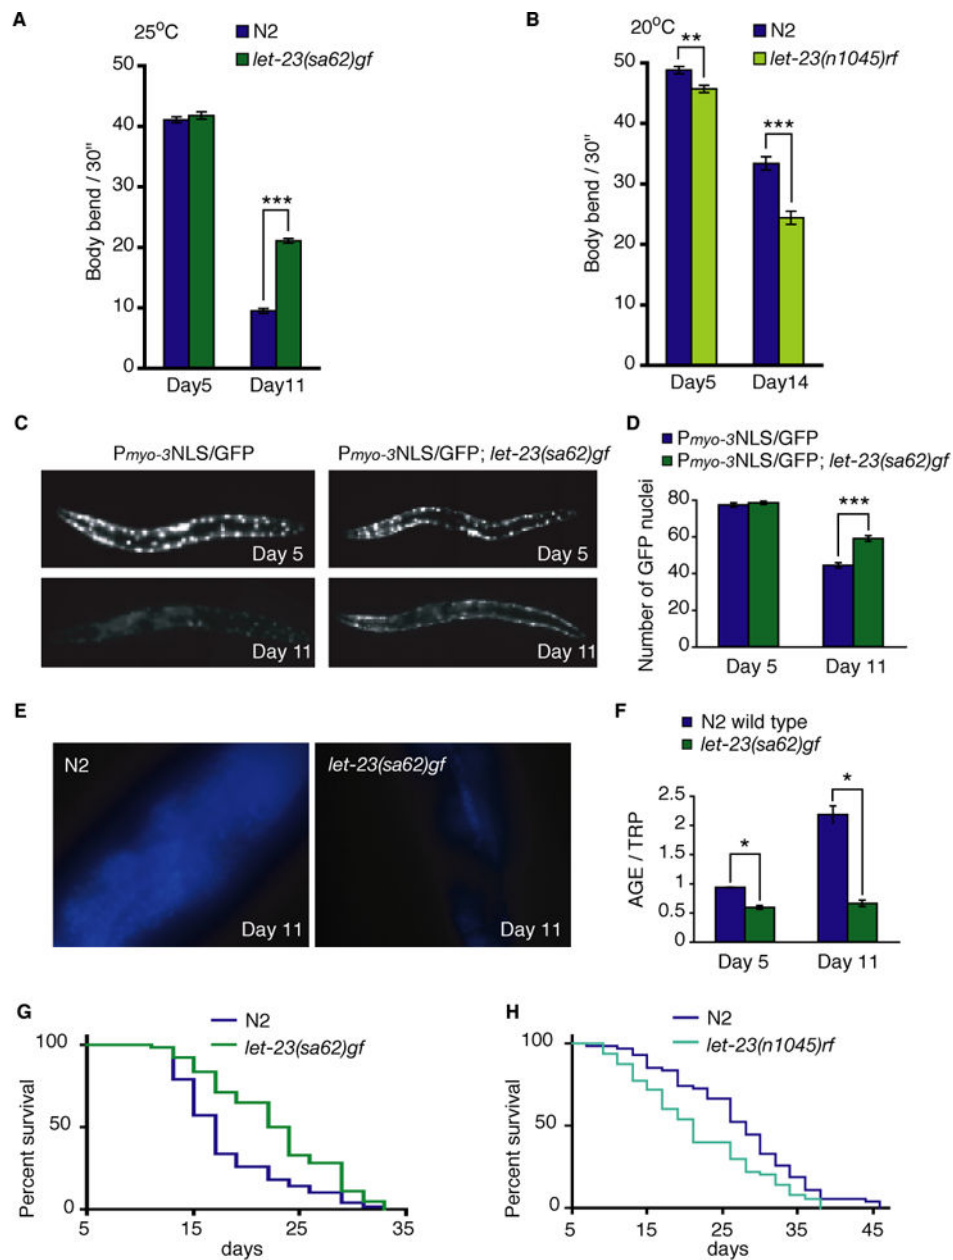 A
25°C
N2
let-23(sa62)gf
50
40
30
20
10
0
Body bend / 30"
***
Day5
Day11
B
20°C
N2
let-23(n1045)rf
50
40
30
20
10
0
Body bend / 30"
**
***
Day5
Day14
C
Pmyo-3NLS/GFP
Pmyo-3NLS/GFP; let-23(sa62)gf
Day 5
Day 5
Day 11
Day 11
D
Pmyo-3NLS/GFP
Pmyo-3NLS/GFP; let-23(sa62)gf
80
60
40
20
0
Number of GFP nuclei
***
Day 5
Day 11
E
N2
Day 11
let-23(sa62)gf
Day 11
F
N2 wild type
let-23(sa62)gf
2.5
2
1.5
1
0.5
0
AGE / TRP
*
*
Day 5
Day 11
G
N2
let-23(sa62)gf
100
50
0
Percent survival
5
15
25
35
days
H
N2
let-23(n1045)rf
100
50
0
Percent survival
5
15
25
35
45
days